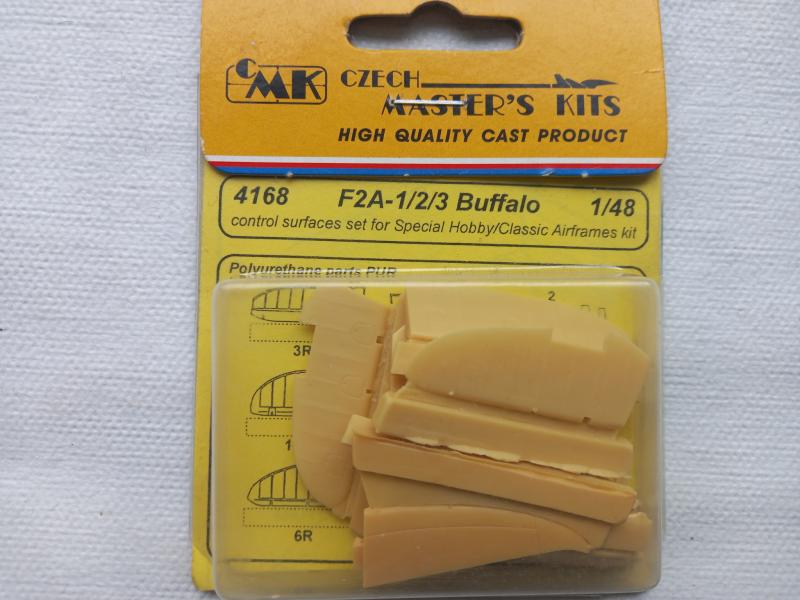 CMK CZECH
MASTER'S KITS
HIGH QUALITY CAST PRODUCT
4168 F2A-1/2/3 Buffalo 1/48
control surfaces set for Special Hobby/Classic Airframes kit
Polyurethane parts PUR
2
3R
1
6R